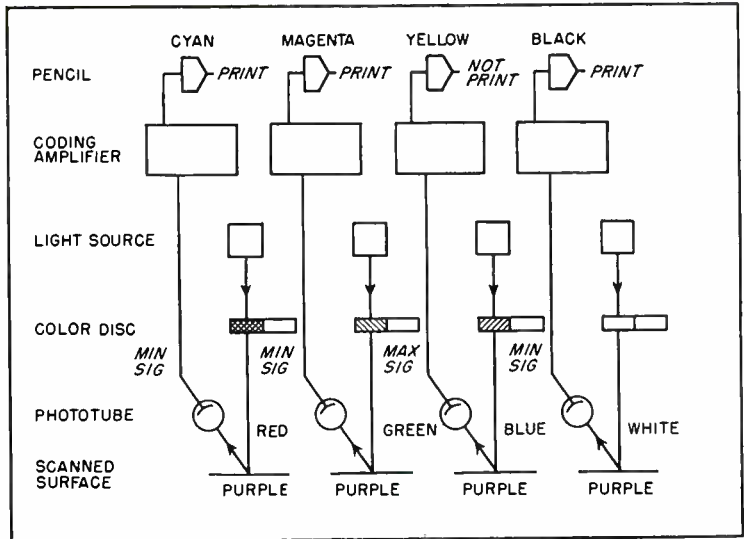 CYAN MAGENTA YELLOW BLACK
PENCIL PRINT PRINT NOT PRINT PRINT
CODING
AMPLIFIER
LIGHT SOURCE
COLOR DISC
MIN SIG MIN SIG MAX SIG MIN SIG
PHOTOTUBE RED GREEN BLUE WHITE
SCANNED
SURFACE PURPLE PURPLE PURPLE PURPLE